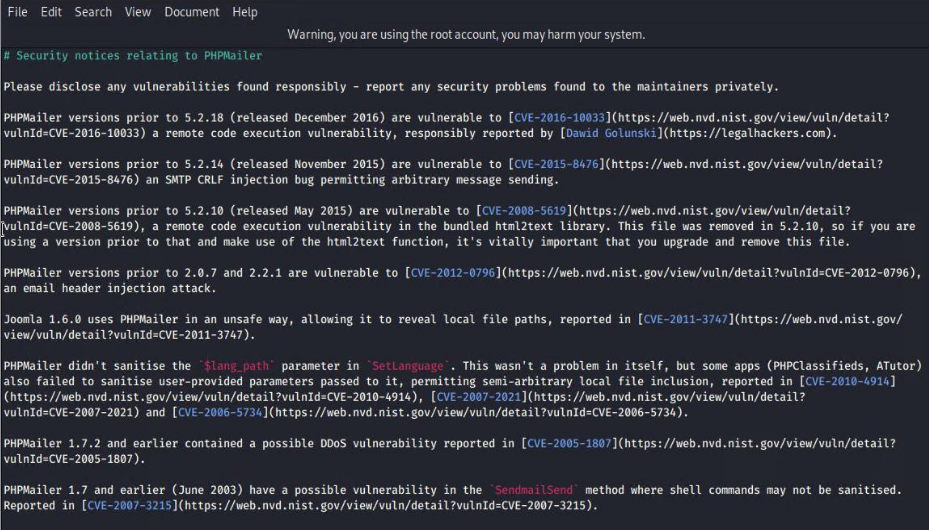 File Edit Search View Document Help
Warning, you are using the root account, you may harm your system.
# Security notices relating to PHPMailer
Please disclose any vulnerabilities found responsibly - report any security problems found to the maintainers privately.
PHPMailer versions prior to 5.2.18 (released December 2016) are vulnerable to [CVE-2016-10033](https://web.nvd.nist.gov/view/vuln/detail?
vulnId=CVE-2016-10033) a remote code execution vulnerability, responsibly reported by [Dawid Golunski](https://legalhackers.com).
PHPMailer versions prior to 5.2.14 (released November 2015) are vulnerable to [CVE-2015-8476](https://web.nvd.nist.gov/view/vuln/detail?
vulnId=CVE-2015-8476) an SMTP CRLF injection bug permitting arbitrary message sending.
PHPMailer versions prior to 5.2.10 (released May 2015) are vulnerable to [CVE-2008-5619](https://web.nvd.nist.gov/view/vuln/detail?
vulnId=CVE-2008-5619), a remote code execution vulnerability in the bundled html2text library. This file was removed in 5.2.10, so if you are
using a version prior to that and make use of the html2text function, it's vitally important that you upgrade and remove this file.
PHPMailer versions prior to 2.0.7 and 2.2.1 are vulnerable to [CVE-2012-0796](https://web.nvd.nist.gov/view/vuln/detail?vulnId=CVE-2012-0796),
an email header injection attack.
Joomla 1.6.0 uses PHPMailer in an unsafe way, allowing it to reveal local file paths, reported in [CVE-2011-3747](https://web.nvd.nist.gov/
view/vuln/detail?vulnId=CVE-2011-3747).
PHPMailer didn't sanitise the `$lang_path` parameter in `SetLanguage`. This wasn't a problem in itself, but some apps (PHPClassifieds, ATutor)
also failed to sanitise user-provided parameters passed to it, permitting semi-arbitrary local file inclusion, reported in [CVE-2010-4914]
(https://web.nvd.nist.gov/view/vuln/detail?vulnId=CVE-2010-4914), [CVE-2007-2021](https://web.nvd.nist.gov/view/vuln/detail?
vulnId=CVE-2007-2021) and [CVE-2006-5734](https://web.nvd.nist.gov/view/vuln/detail?vulnId=CVE-2006-5734).
PHPMailer 1.7.2 and earlier contained a possible DDoS vulnerability reported in [CVE-2005-1807](https://web.nvd.nist.gov/view/vuln/detail?
vulnId=CVE-2005-1807).
PHPMailer 1.7 and earlier (June 2003) have a possible vulnerability in the `SendmailSend` method where shell commands may not be sanitised.
Reported in [CVE-2007-3215](https://web.nvd.nist.gov/view/vuln/detail?vulnId=CVE-2007-3215).